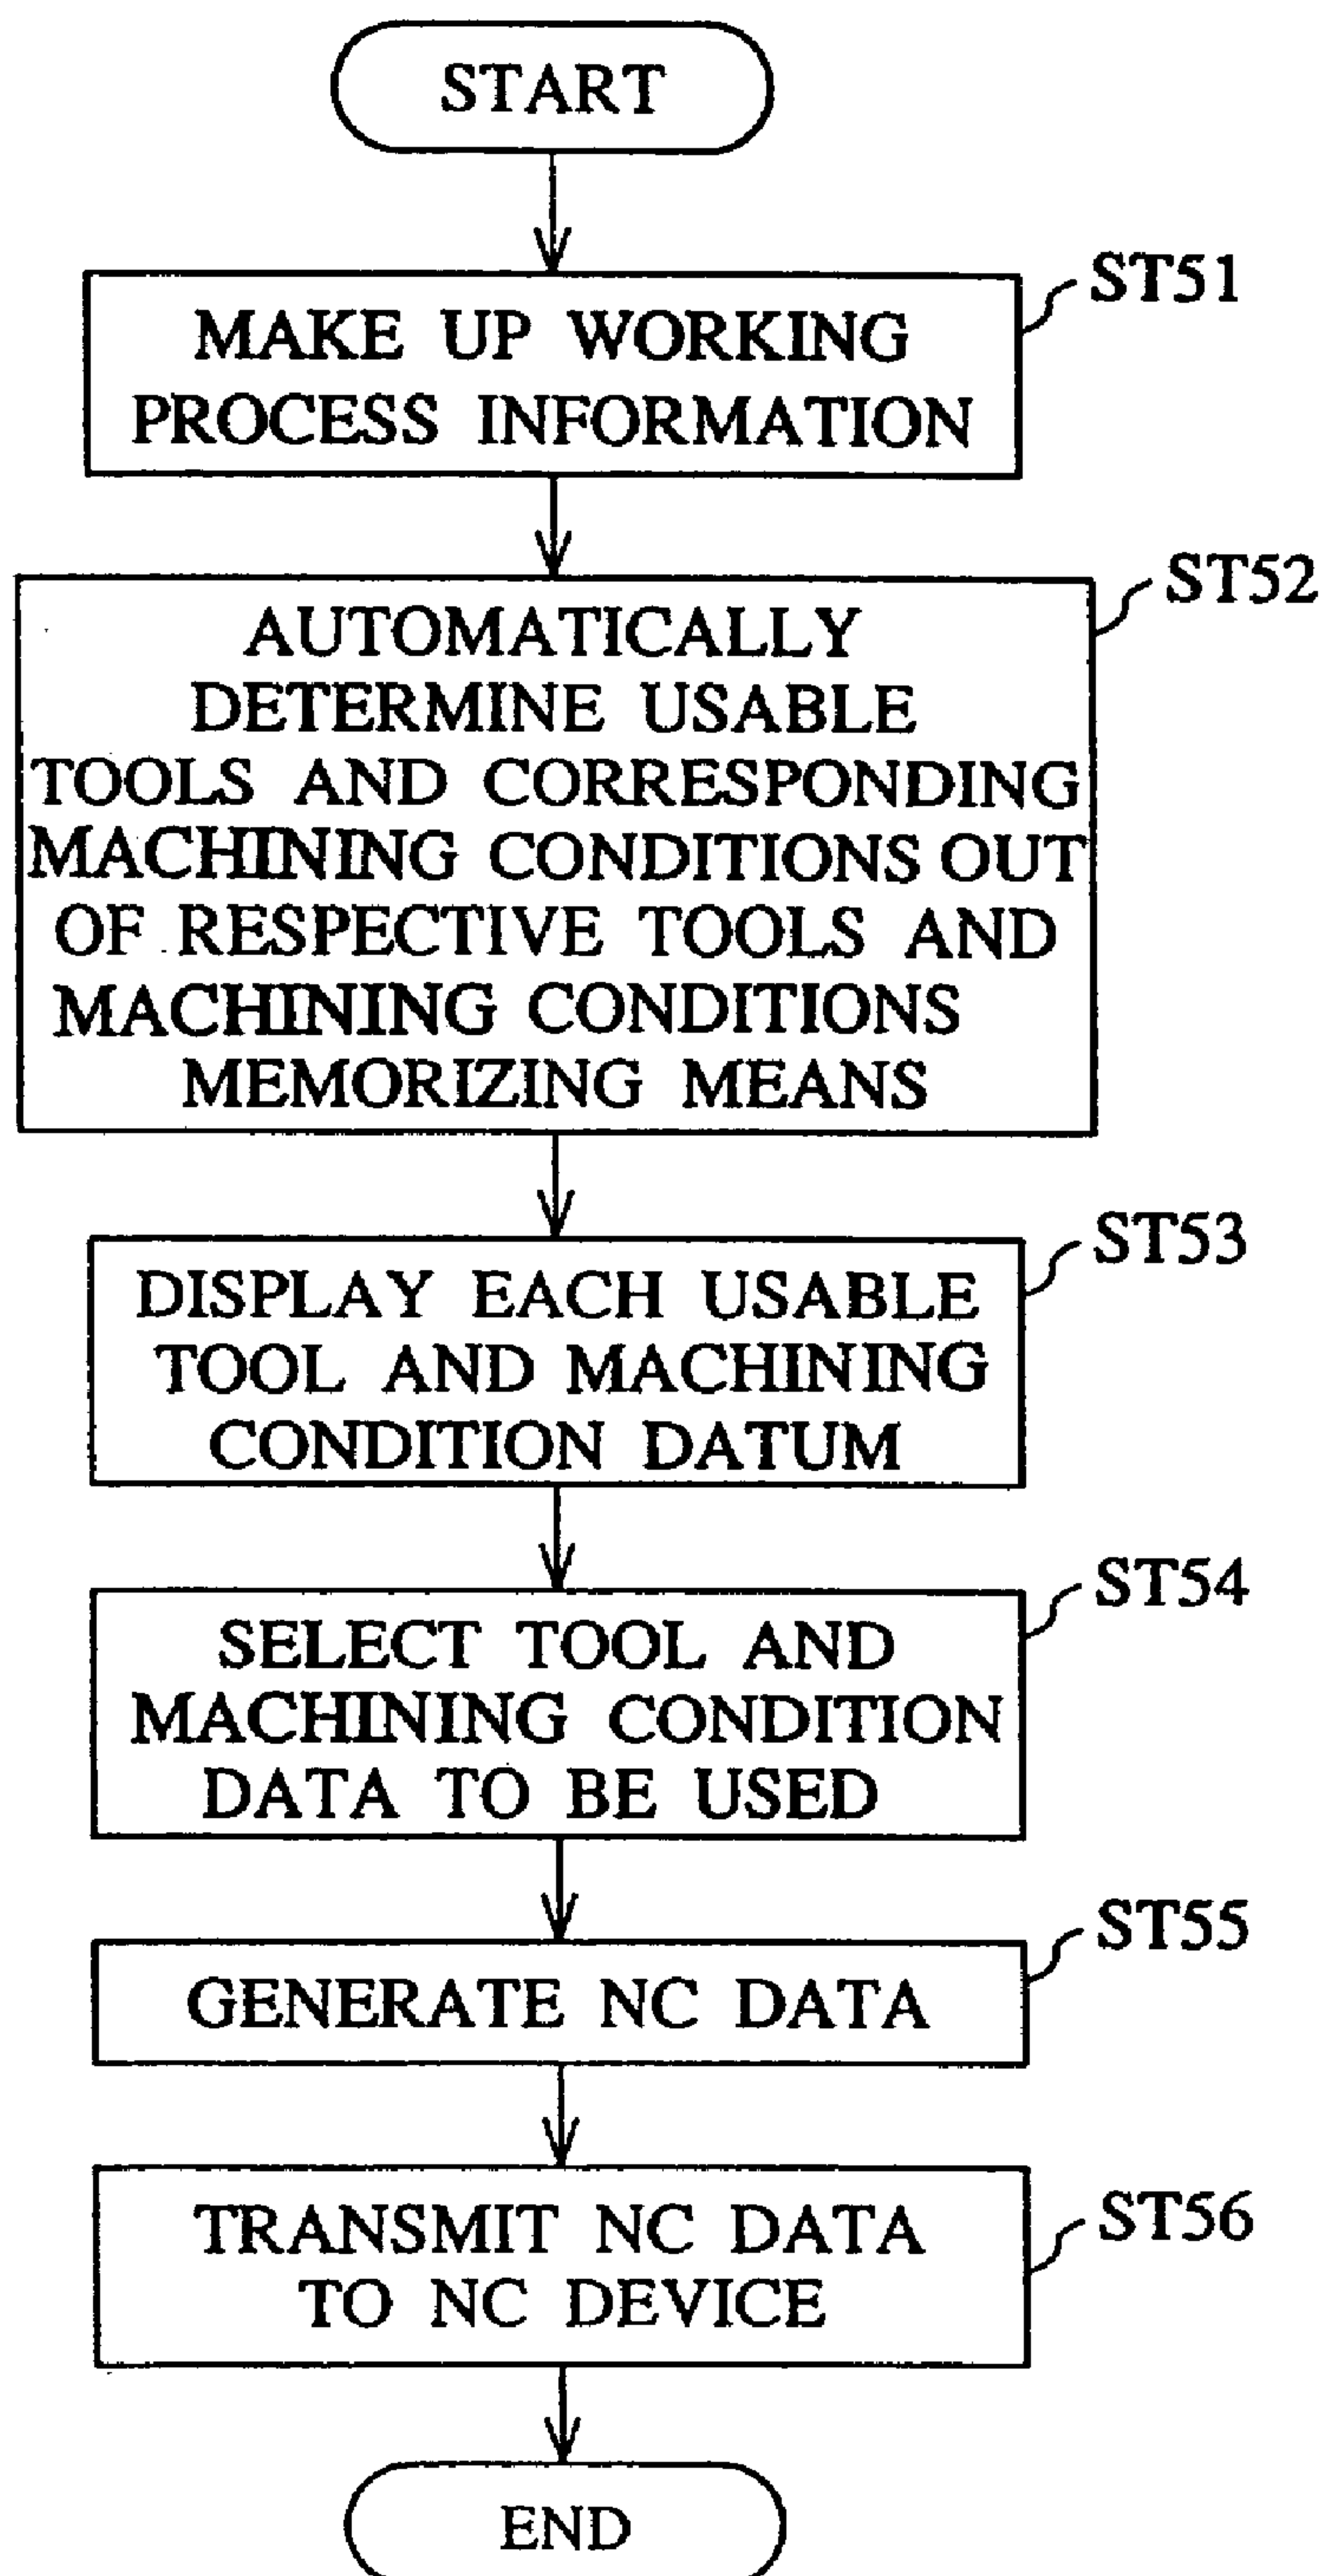 START
ST51
MAKE UP WORKING
PROCESS INFORMATION
ST52
AUTOMATICALLY
DETERMINE USABLE
TOOLS AND CORRESPONDING
MACHINING CONDITIONS OUT
OF RESPECTIVE TOOLS AND
MACHINING CONDITIONS
MEMORIZING MEANS
ST53
DISPLAY EACH USABLE
TOOL AND MACHINING
CONDITION DATUM
ST54
SELECT TOOL AND
MACHINING CONDITION
DATA TO BE USED
ST55
GENERATE NC DATA
ST56
TRANSMIT NC DATA
TO NC DEVICE
END